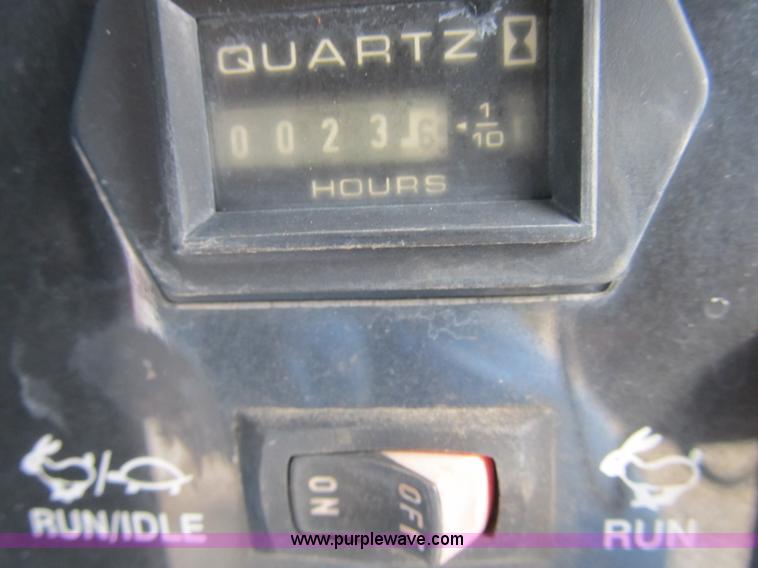 QUARTZ
0 0 2 3 6 1/10
HOURS
ON
OFF
RUN/IDLE
RUN
www.purplewave.com